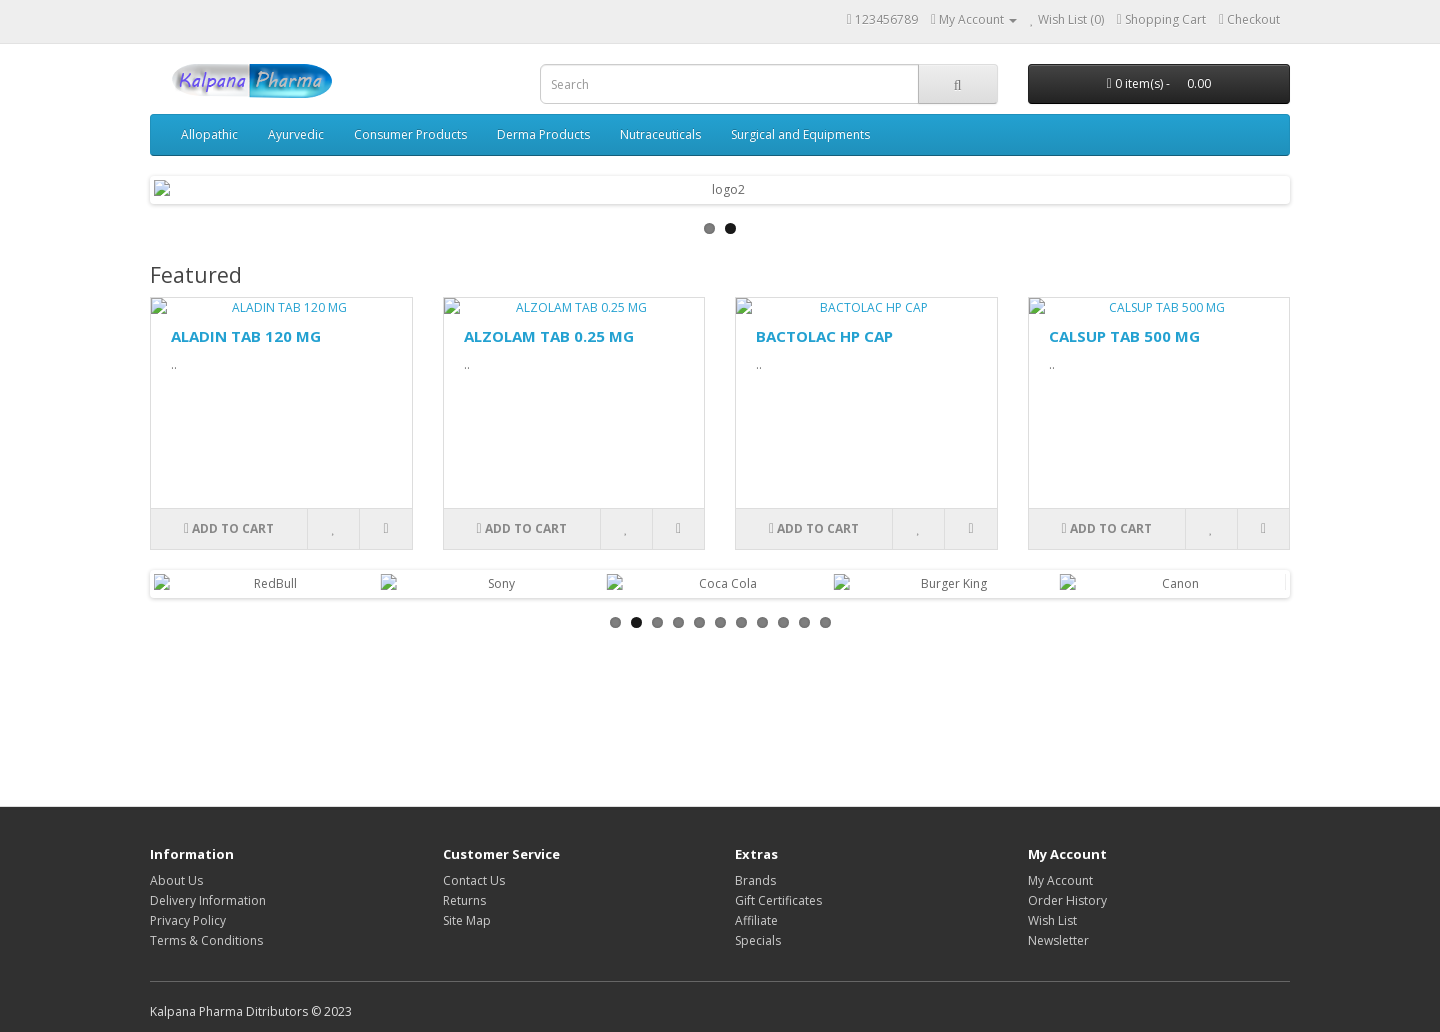 123456789 My Account Wish List (0) Shopping Cart Checkout
Kalpana Pharma
Search
0 item(s) - 0.00
Allopathic Ayurvedic Consumer Products Derma Products Nutraceuticals Surgical and Equipments
logo2
Featured
ALADIN TAB 120 MG ALZOLAM TAB 0.25 MG BACTOLAC HP CAP CALSUP TAB 500 MG
ALADIN TAB 120 MG ALZOLAM TAB 0.25 MG BACTOLAC HP CAP CALSUP TAB 500 MG
.. .. .. ..
ADD TO CART ADD TO CART ADD TO CART ADD TO CART
RedBull Sony Coca Cola Burger King Canon
Information Customer Service Extras My Account
About Us Contact Us Brands My Account
Delivery Information Returns Gift Certificates Order History
Privacy Policy Site Map Affiliate Wish List
Terms & Conditions Specials Newsletter
Kalpana Pharma Ditributors © 2023